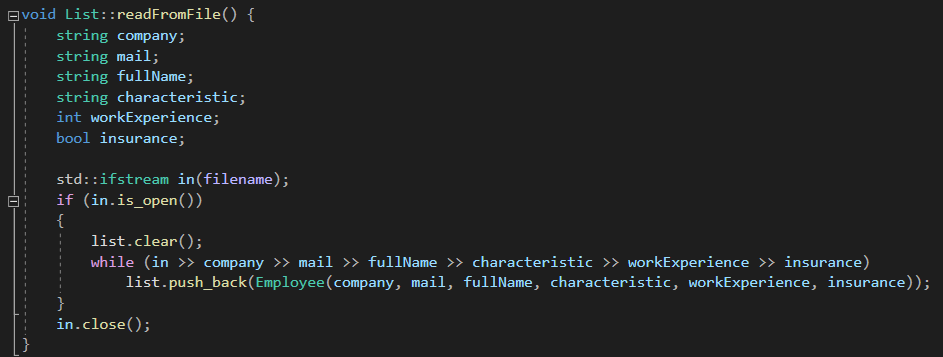 void List::readFromFile() {
    string company;
    string mail;
    string fullName;
    string characteristic;
    int workExperience;
    bool insurance;

    std::ifstream in(filename);
    if (in.is_open())
    {
        list.clear();
        while (in >> company >> mail >> fullName >> characteristic >> workExperience >> insurance)
            list.push_back(Employee(company, mail, fullName, characteristic, workExperience, insurance));
    }
    in.close();
}